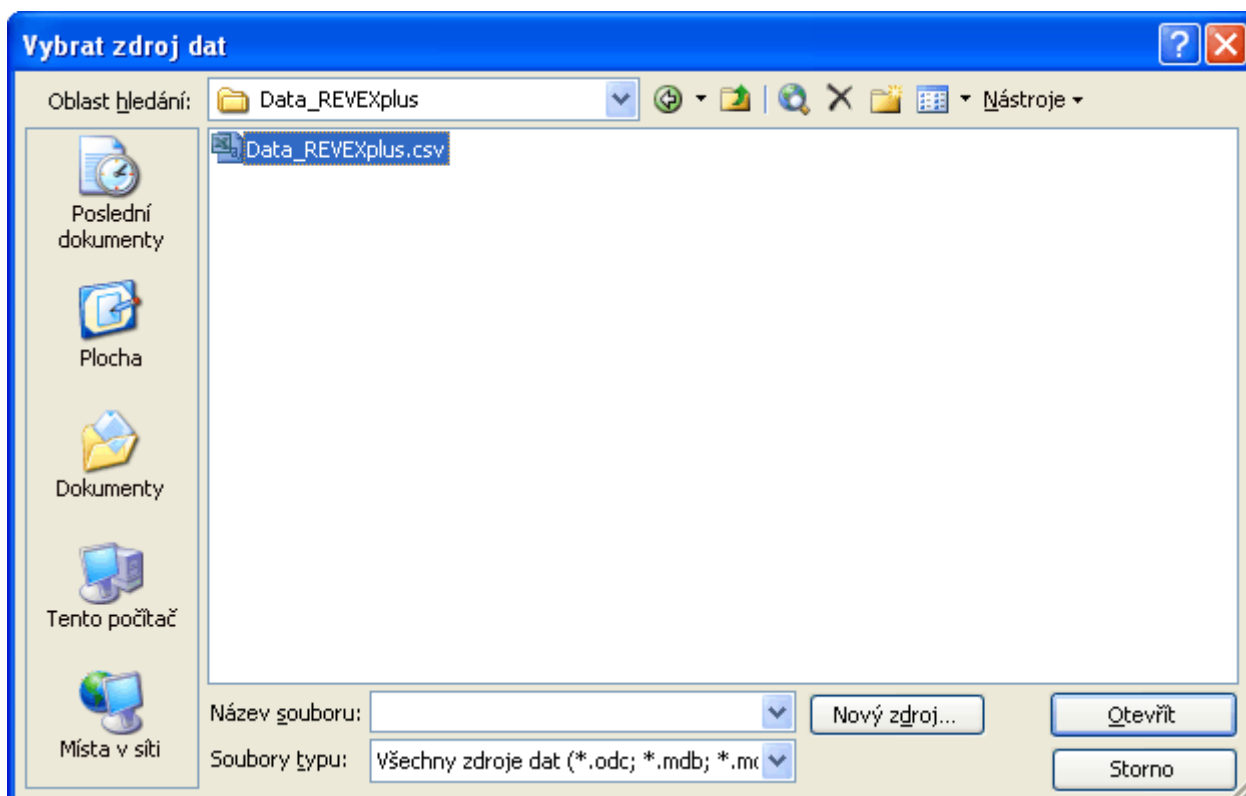 Vybrat zdroj dat
Oblast hledání: Data_REVEXplus Nástroje
Data_REVEXplus.csv
Poslední
dokumenty
Plocha
Dokumenty
Tento počítač
Místa v síti
Název souboru: Nový zdroj... Otevřít
Soubory typu: Všechny zdroje dat (*.odc; *.mdb; *.m
Storno